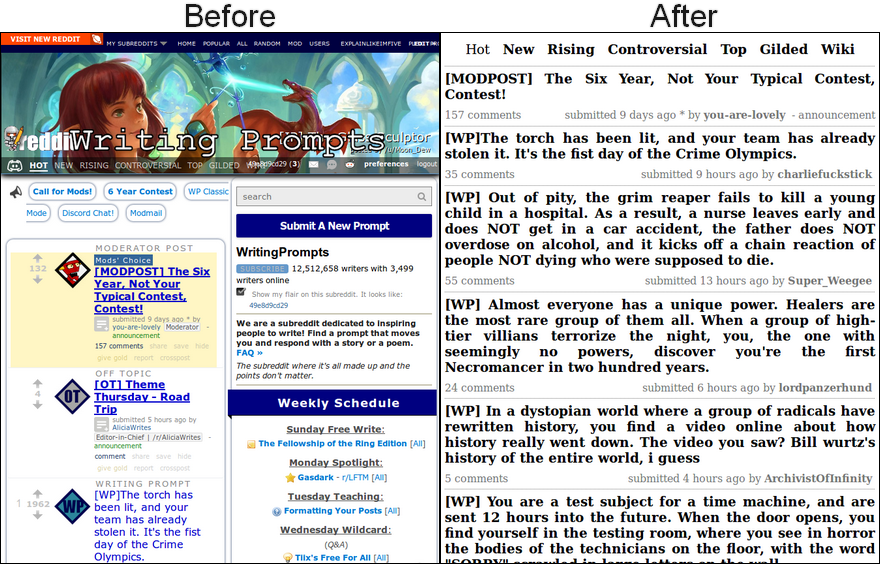 Before
After
VISIT NEW REDDIT
MY SUBREDDITS HOME POPULAR ALL RANDOM MOD USERS EXPLAINLIKEIMFIVE
reddit Writing Prompts
HOT NEW RISING CONTROVERSIAL TOP GILDED
(3) preferences logout
Call for Mods! 6 Year Contest WP Classic
Mode Discord Chat! Modmail
MODERATOR POST
132
Mods' Choice
[MODPOST] The Six
Year, Not Your
Typical Contest,
Contest!
submitted 9 days ago * by
you-are-lovely Moderator -
announcement
157 comments share save hide
give gold report crosspost
OFF TOPIC
4
OT
[OT] Theme
Thursday - Road
Trip
submitted 5 hours ago by
AliciaWrites
Editor-in-Chief | /r/AliciaWrites -
announcement
comment share save hide
give gold report crosspost
WRITING PROMPT
1 1962
WP
[WP]The torch has
been lit, and your
team has already
stolen it. It's the fist
day of the Crime
Olympics.
search
Submit A New Prompt
WritingPrompts
SUBSCRIBE 12,512,658 writers with 3,499
writers online
Show my flair on this subreddit. It looks like:
49e8d9cd29
We are a subreddit dedicated to inspiring
people to write! Find a prompt that moves
you and respond with a story or a poem.
FAQ »
The subreddit where it's all made up and the
points don't matter.
Weekly Schedule
Sunday Free Write:
The Fellowship of the Ring Edition [All]
Monday Spotlight:
Gasdark - r/LFTM [All]
Tuesday Teaching:
Formatting Your Posts [All]
Wednesday Wildcard:
(Q&A)
Tiix's Free For All [All]
Hot New Rising Controversial Top Gilded Wiki
[MODPOST] The Six Year, Not Your Typical Contest,
Contest!
157 comments submitted 9 days ago * by you-are-lovely - announcement
[WP]The torch has been lit, and your team has already
stolen it. It's the fist day of the Crime Olympics.
35 comments submitted 9 hours ago by charliefuckstick
[WP] Out of pity, the grim reaper fails to kill a young
child in a hospital. As a result, a nurse leaves early and
does NOT get in a car accident, the father does NOT
overdose on alcohol, and it kicks off a chain reaction of
people NOT dying who were supposed to die.
55 comments submitted 13 hours ago by Super_Weegee
[WP] Almost everyone has a unique power. Healers are
the most rare group of them all. When a group of high-
tier villians terrorize the night, you, the one with
seemingly no powers, discover you're the first
Necromancer in two hundred years.
24 comments submitted 6 hours ago by lordpanzerhund
[WP] In a dystopian world where a group of radicals have
rewritten history, you find a video online about how
history really went down. The video you saw? Bill wurtz's
history of the entire world, i guess
5 comments submitted 4 hours ago by ArchivistOfInfinity
[WP] You are a test subject for a time machine, and are
sent 12 hours into the future. When the door opens, you
find yourself in the testing room, where you see in horror
the bodies of the technicians on the floor, with the word
"SORRY" scrawled in large letters on the wall.